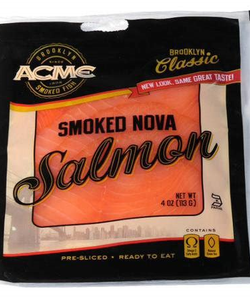 BROOKLYN
ACMC
SMOKED FISH
BROOKLYN
Classic
NEW LOOK, SAME GREAT TASTE!
SMOKED NOVA
Salmon
NET WT
4 OZ (113 G)
CONTAINS
PRE-SLICED • READY TO EAT